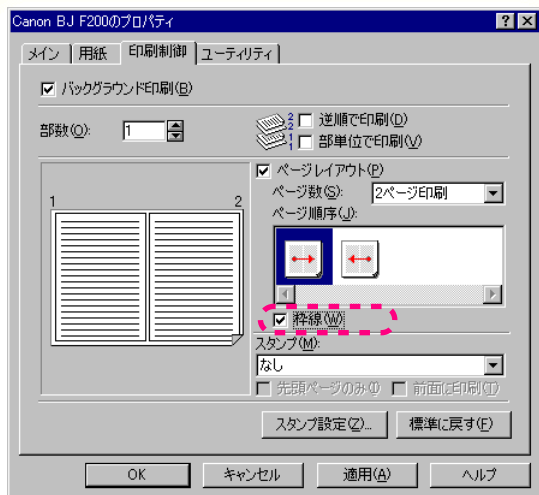 Canon BJ F200のプロパティ
メイン 用紙 印刷制御 ユーティリティ
バックグラウンド印刷(B)
部数(O): 1
2 2 逆順で印刷(D)
1 1 部単位で印刷(V)
ページレイアウト(P)
ページ数(S): 2ページ印刷
ページ順序(J):
1 2
枠線(W)
スタンプ(M):
なし
先頭ページのみ(I) 前面に印刷(T)
スタンプ設定(Z)... 標準に戻す(F)
OK キャンセル 適用(A) ヘルプ